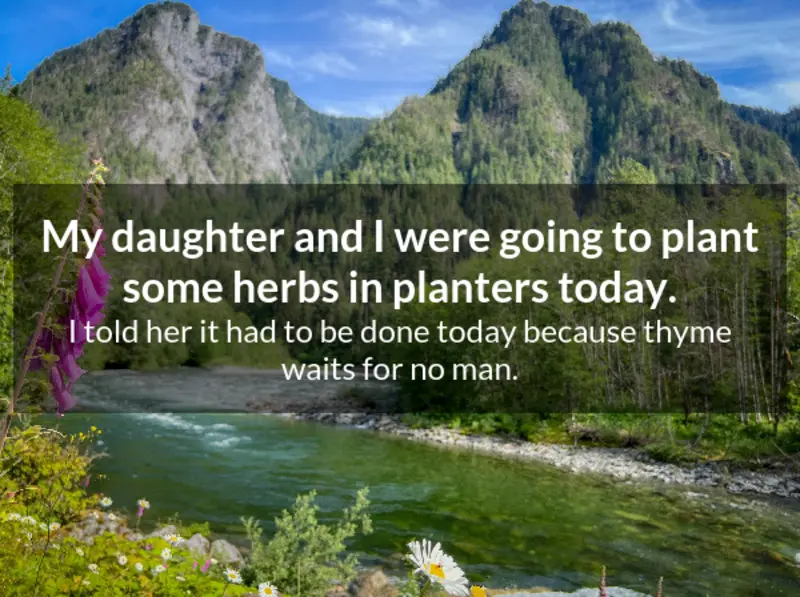 My daughter and I were going to plant
some herbs in planters today.
I told her it had to be done today because thyme
waits for no man.